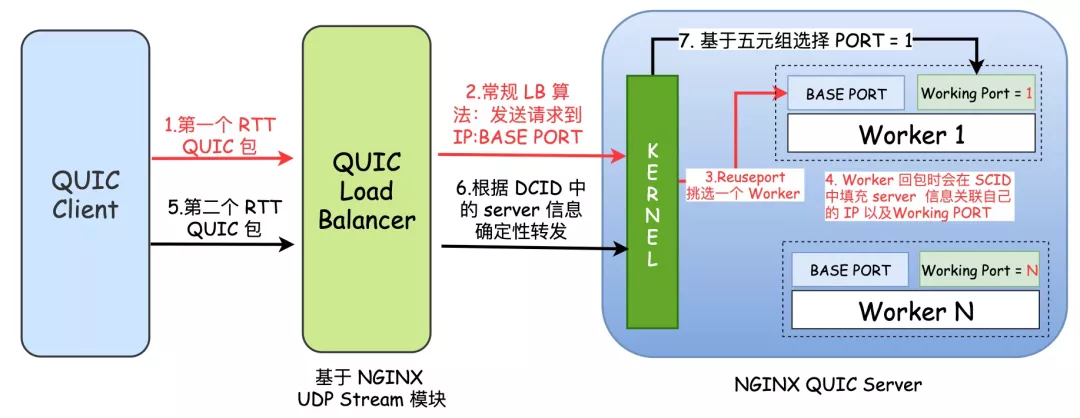 QUIC
Client
1.第一个 RTT
QUIC 包
5.第二个 RTT
QUIC 包
QUIC
Load
Balancer
基于 NGINX
UDP Stream 模块
2.常规 LB 算
法：发送请求到
IP:BASE PORT
6.根据 DCID 中
的 server 信息
确定性转发
KERNEL
7. 基于五元组选择 PORT = 1
3.Reuseport
挑选一个 Worker
BASE PORT
Working Port = 1
Worker 1
4. Worker 回包时会在 SCID
中填充 server 信息关联自己
的 IP 以及Working PORT
BASE PORT
Working Port = N
Worker N
NGINX QUIC Server